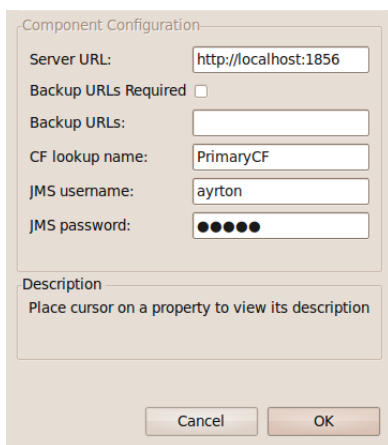 Component Configuration
Server URL: http://localhost:1856
Backup URLs Required
Backup URLs:
CF lookup name: PrimaryCF
JMS username: ayrton
JMS password: ●●●●●
Description
Place cursor on a property to view its description
Cancel OK